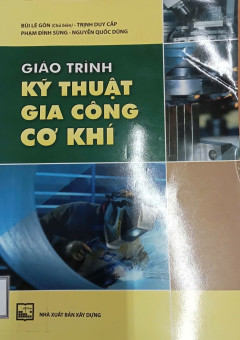 BÙI LÊ GÔN (Chủ biên) - TRỊNH DUY CẤP
PHẠM ĐÌNH SÙNG - NGUYỄN QUỐC DŨNG
GIÁO TRÌNH
KỸ THUẬT
GIA CÔNG
CƠ KHÍ
NHÀ XUẤT BẢN XÂY DỰNG